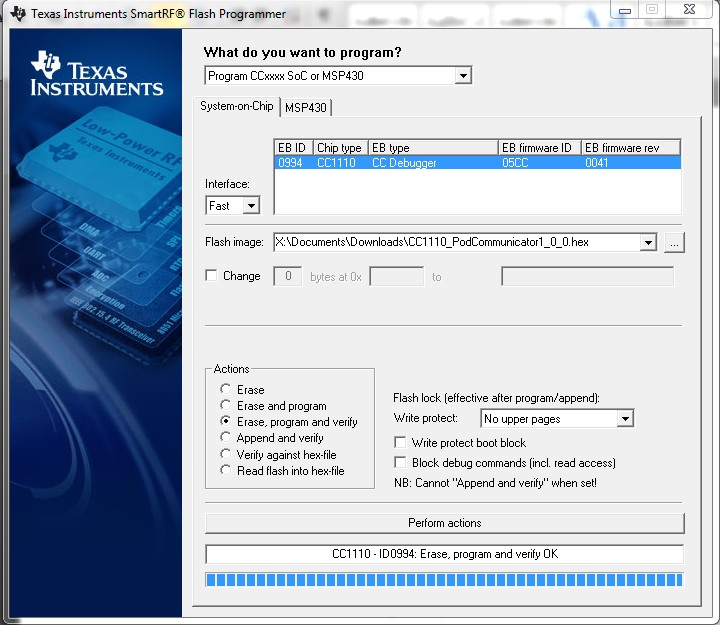 Texas Instruments SmartRF® Flash Programmer
TEXAS
INSTRUMENTS
Low-Power RF
Texas Instruments
DMA
UART
ADC
Encryption
IEEE 802.15.4 RF Transceiver
Timers
8051
What do you want to program?
Program CCxxxx SoC or MSP430
System-on-Chip
MSP430
EB ID Chip type EB type EB firmware ID EB firmware rev
0994 CC1110 CC Debugger 05CC 0041
Interface:
Fast
Flash image: X:\Documents\Downloads\CC1110_PodCommunicator1_0_0.hex ...
Change 0 bytes at 0x to
Actions
Erase
Erase and program
Erase, program and verify
Append and verify
Verify against hex-file
Read flash into hex-file
Flash lock (effective after program/append):
Write protect: No upper pages
Write protect boot block
Block debug commands (incl. read access)
NB: Cannot "Append and verify" when set!
Perform actions
CC1110 - ID0994: Erase, program and verify OK